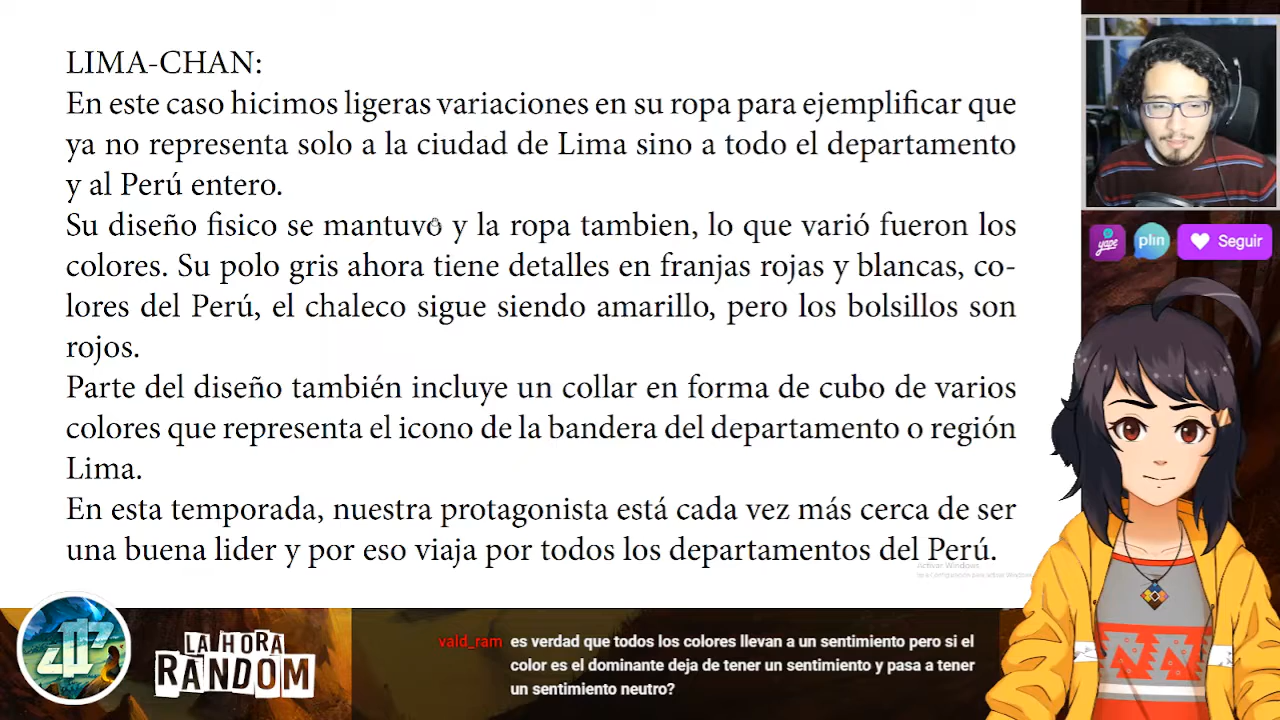 LIMA-CHAN:
En este caso hicimos ligeras variaciones en su ropa para ejemplificar que
ya no representa solo a la ciudad de Lima sino a todo el departamento
y al Perú entero.
Su diseño fisico se mantuvo y la ropa tambien, lo que varió fueron los
colores. Su polo gris ahora tiene detalles en franjas rojas y blancas, co-
lores del Perú, el chaleco sigue siendo amarillo, pero los bolsillos son
rojos.
Parte del diseño también incluye un collar en forma de cubo de varios
colores que representa el icono de la bandera del departamento o región
Lima.
En esta temporada, nuestra protagonista está cada vez más cerca de ser
una buena lider y por eso viaja por todos los departamentos del Perú.
Activar Windows
yape
plin
Seguir
LA HORA
RANDOM
vald_ram es verdad que todos los colores llevan a un sentimiento pero si el
color es el dominante deja de tener un sentimiento y pasa a tener
un sentimiento neutro?